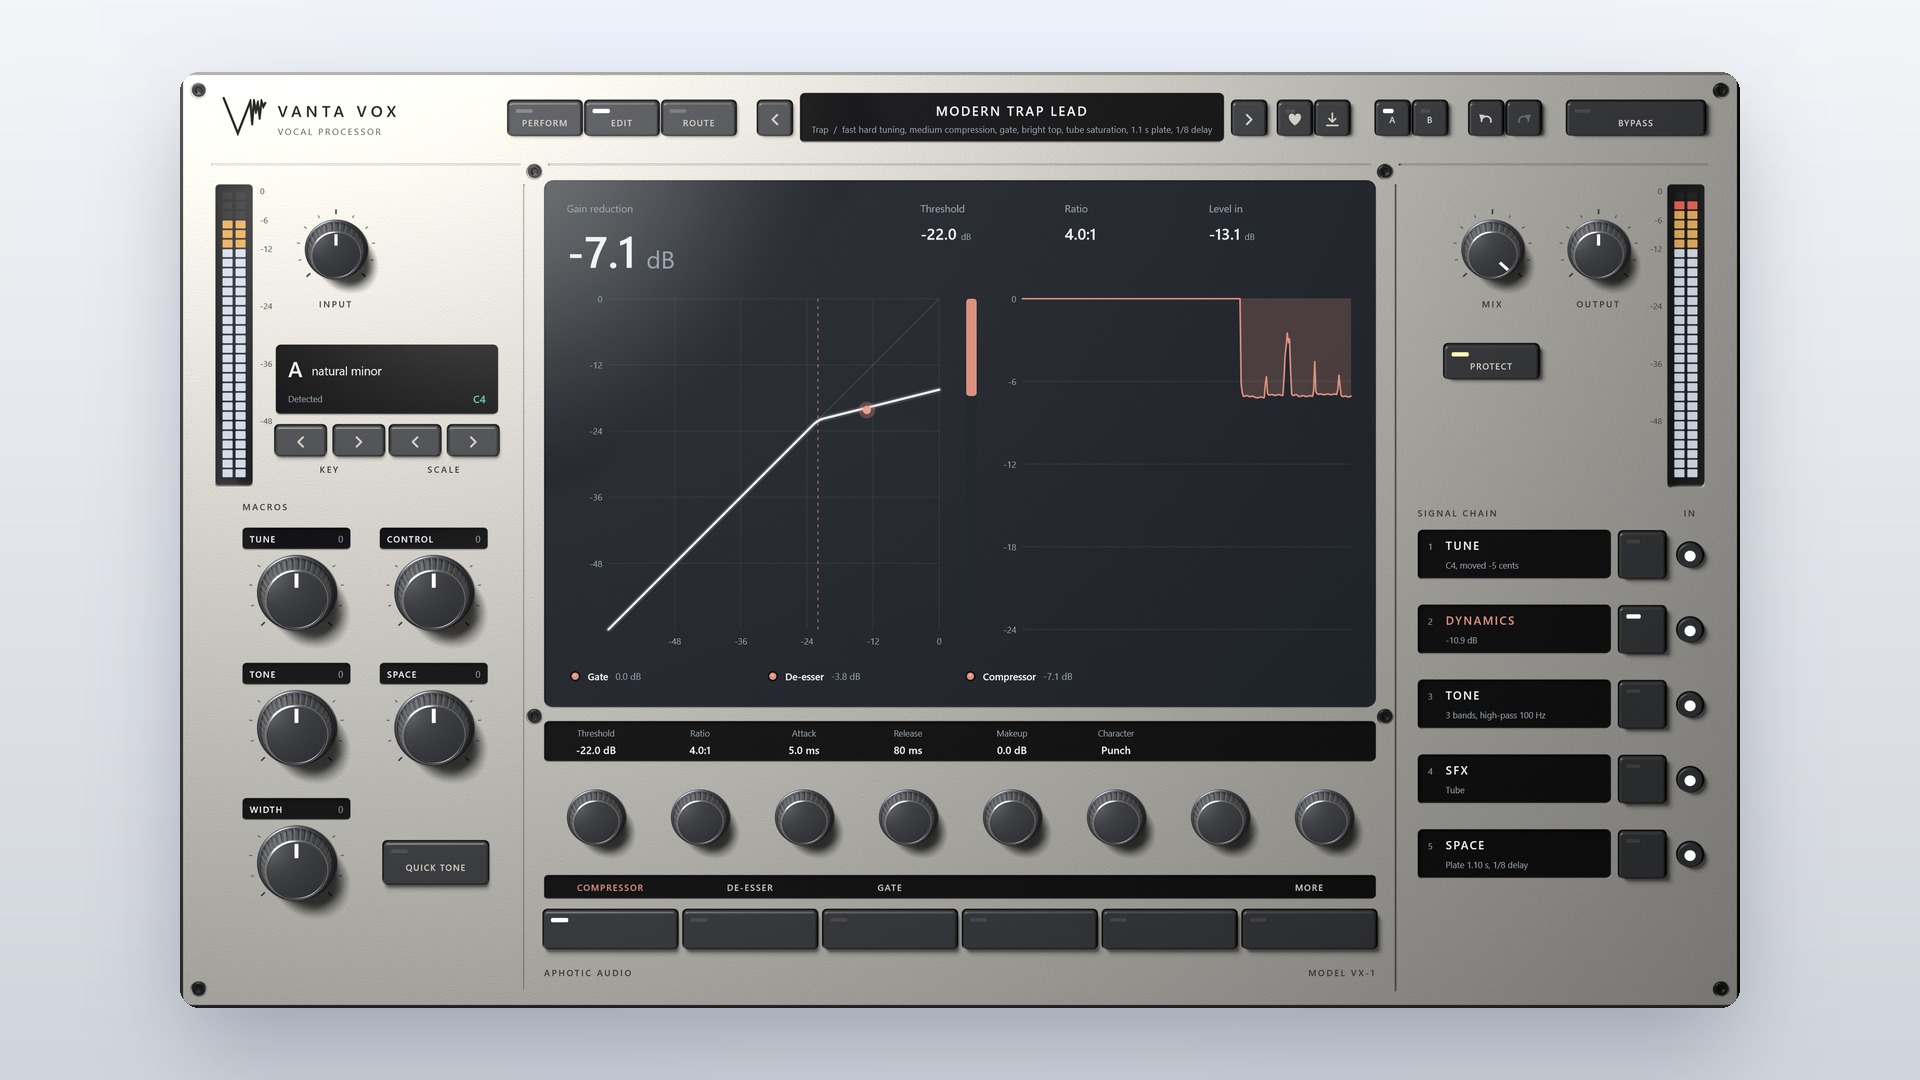 VANTA VOX
VOCAL PROCESSOR
PERFORM
EDIT
ROUTE
MODERN TRAP LEAD
Trap / fast hard tuning, medium compression, gate, bright top, tube saturation, 1.1 s plate, 1/8 delay
A
B
BYPASS
0
-6
-12
-24
-36
-48
INPUT
A natural minor
Detected C4
KEY
SCALE
MACROS
TUNE 0
CONTROL 0
TONE 0
SPACE 0
WIDTH 0
QUICK TONE
Gain reduction
-7.1 dB
Threshold
-22.0 dB
Ratio
4.0:1
Level in
-13.1 dB
0
-12
-24
-36
-48
-48 -36 -24 -12 0
0
-6
-12
-18
-24
Gate 0.0 dB
De-esser -3.8 dB
Compressor -7.1 dB
Threshold Ratio Attack Release Makeup Character
-22.0 dB 4.0:1 5.0 ms 80 ms 0.0 dB Punch
COMPRESSOR DE-ESSER GATE MORE
APHOTIC AUDIO
MODEL VX-1
MIX
OUTPUT
0
-6
-12
-24
-36
-48
PROTECT
SIGNAL CHAIN IN
1 TUNE
C4, moved -5 cents
2 DYNAMICS
-10.9 dB
3 TONE
3 bands, high-pass 100 Hz
4 SFX
Tube
5 SPACE
Plate 1.10 s, 1/8 delay